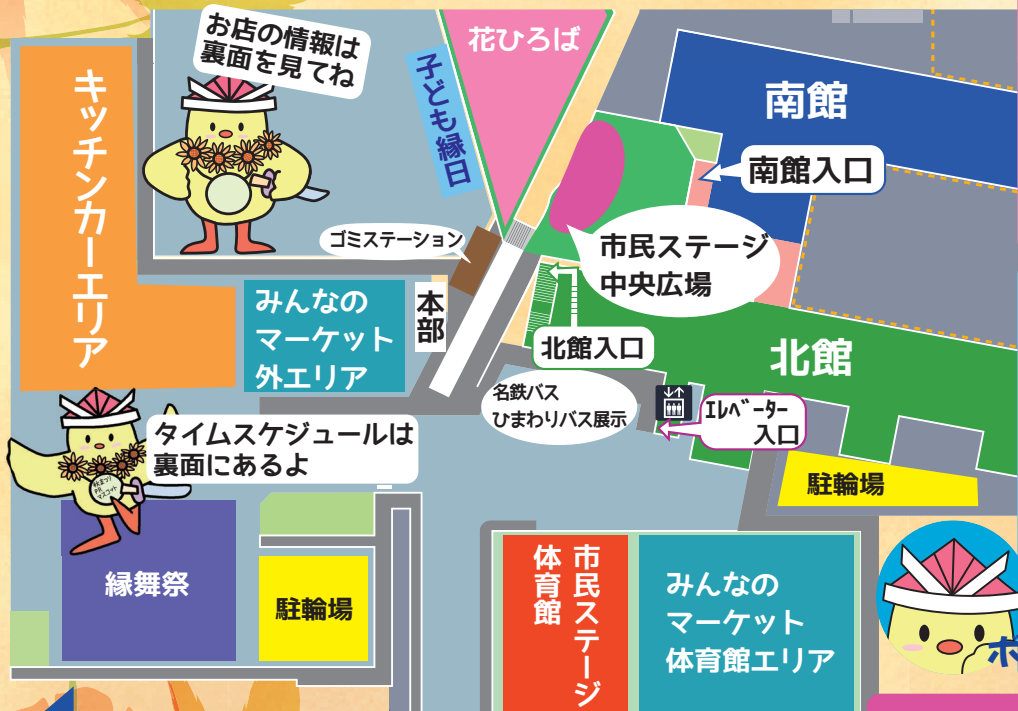 お店の情報は
裏面を見てね
花ひろば
子ども縁日
キッチンカーエリア
南館
南館入口
ゴミステーション
市民ステージ
中央広場
みんなの
マーケット
外エリア
本部
北館入口
北館
名鉄バス
ひまわりバス展示
エレベーター
入口
タイムスケジュールは
裏面にあるよ
駐輪場
縁舞祭
駐輪場
市民ステージ
体育館
みんなの
マーケット
体育館エリア